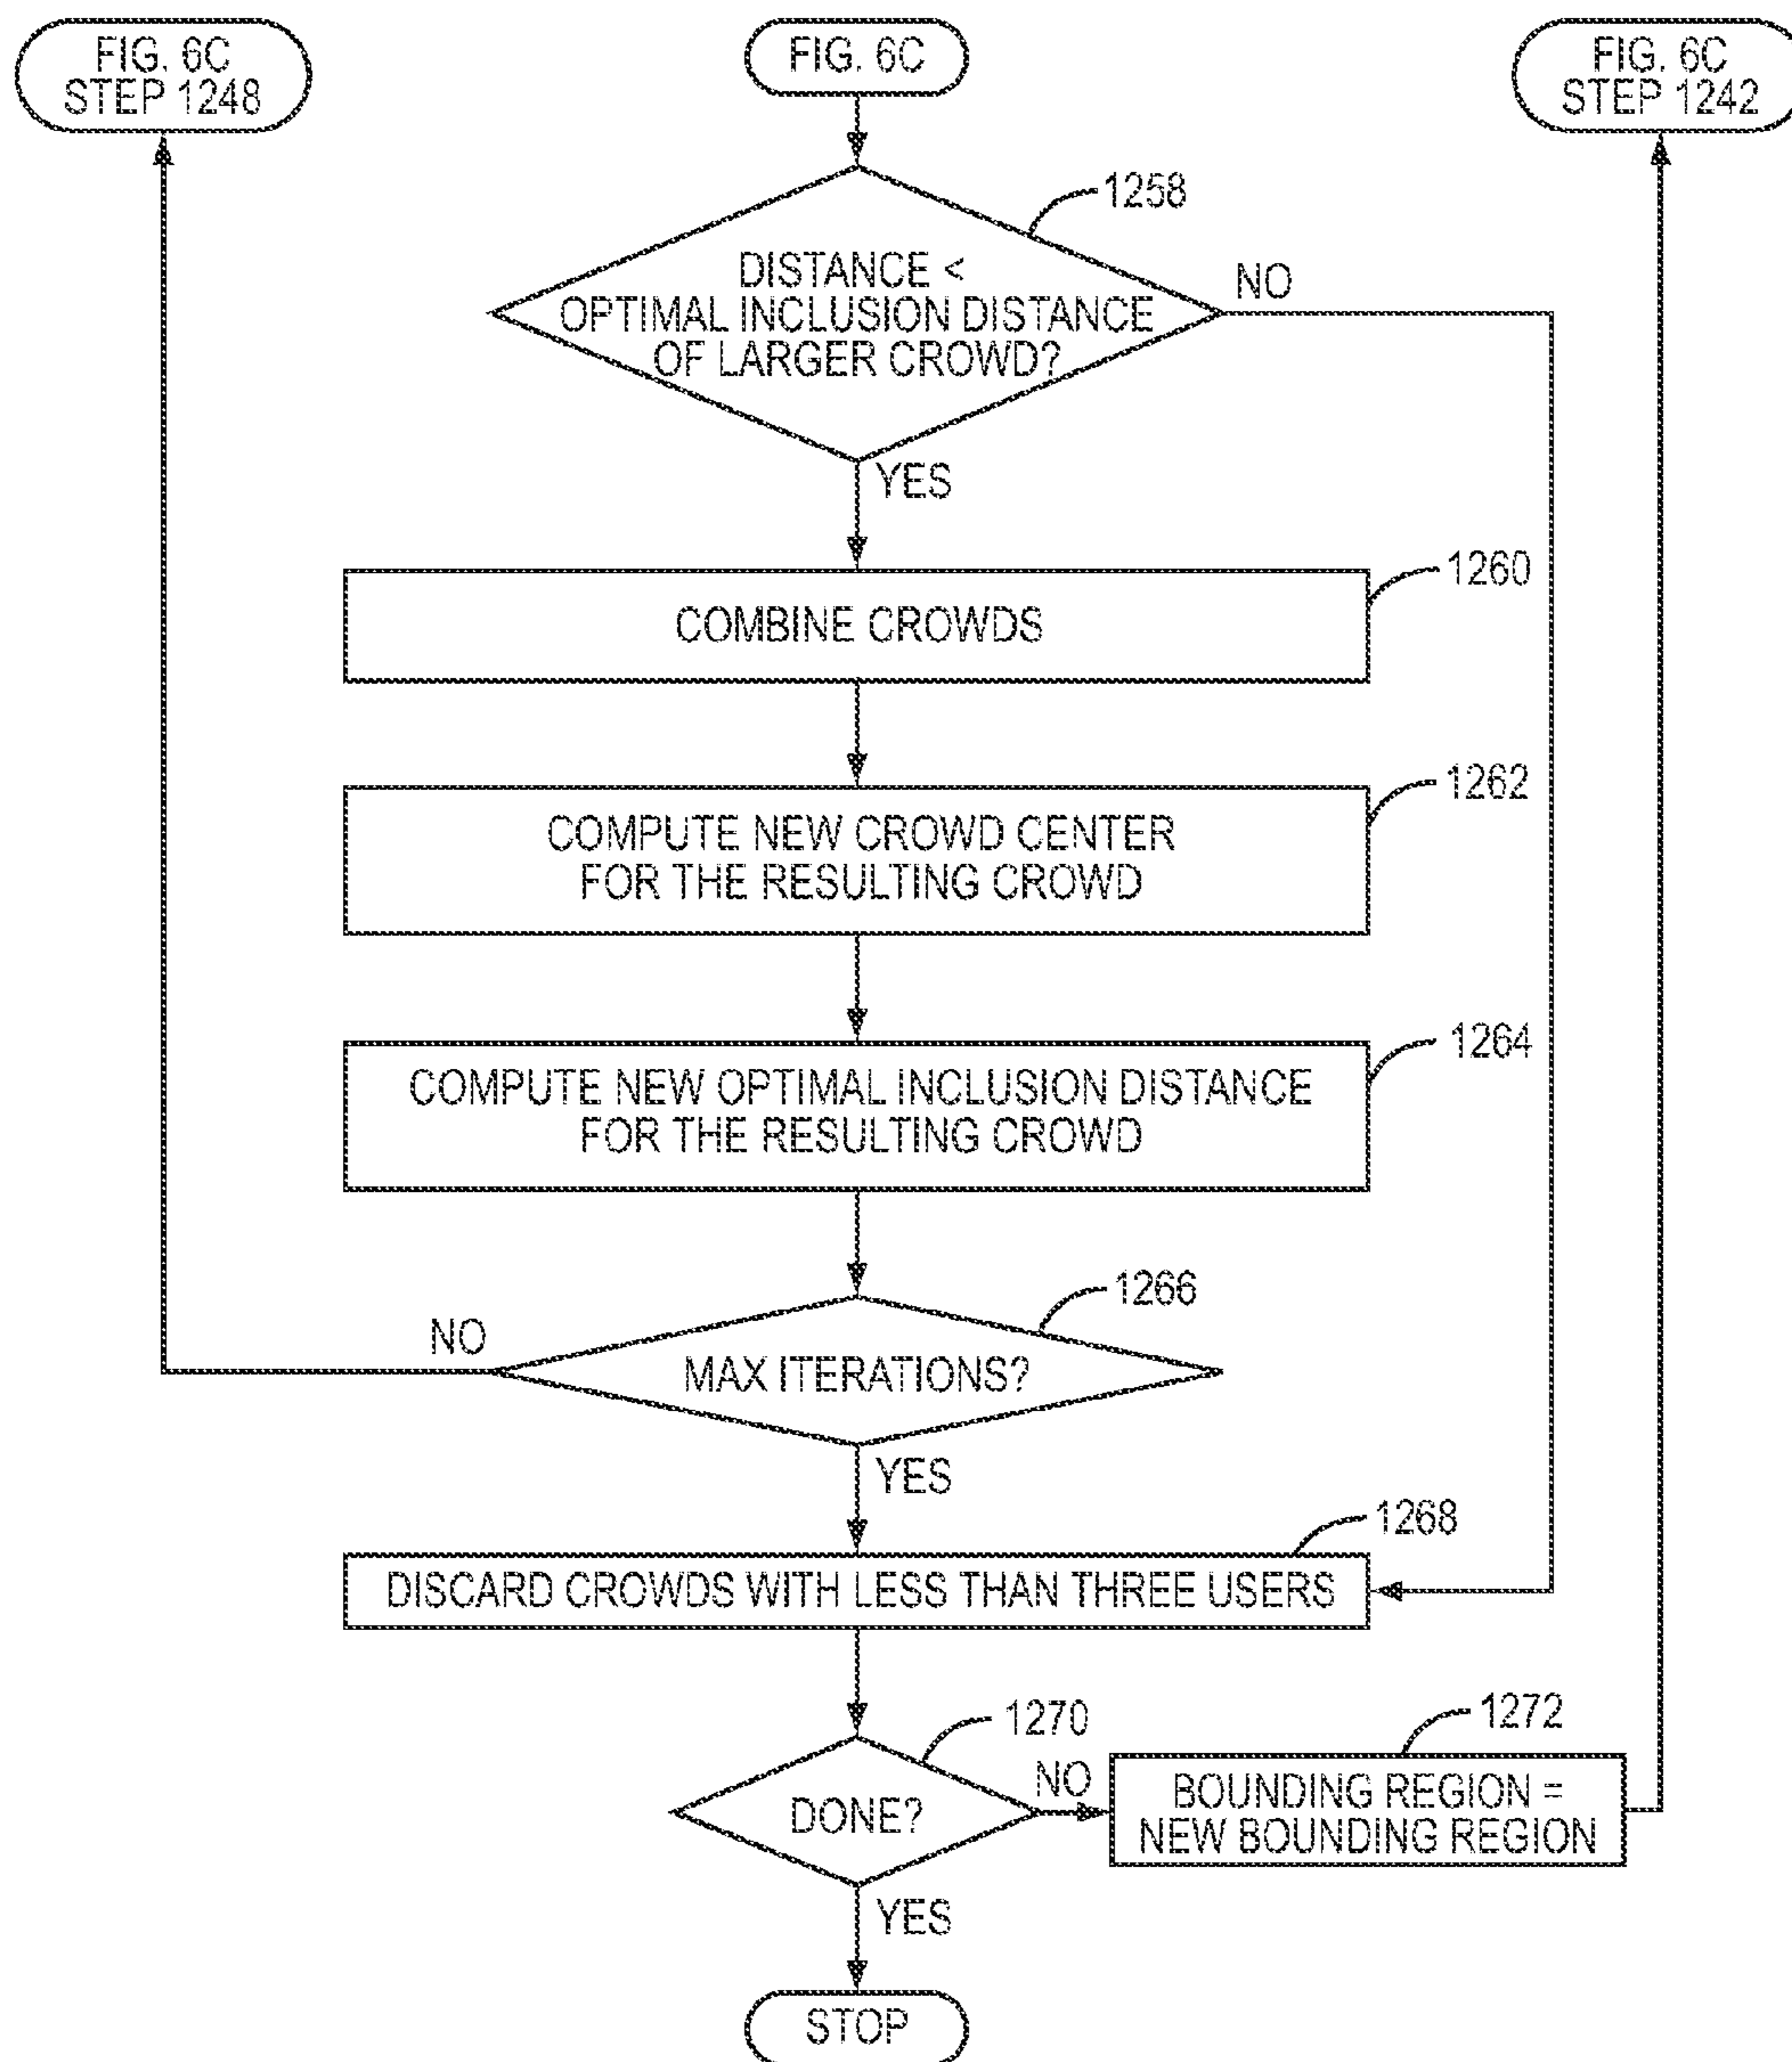 FIG. 6C
STEP 1248
FIG. 6C
FIG. 6C
STEP 1242
1258
DISTANCE <
OPTIMAL INCLUSION DISTANCE
OF LARGER CROWD?
NO
YES
1260
COMBINE CROWDS
1262
COMPUTE NEW CROWD CENTER
FOR THE RESULTING CROWD
1264
COMPUTE NEW OPTIMAL INCLUSION DISTANCE
FOR THE RESULTING CROWD
1266
NO
MAX ITERATIONS?
YES
1268
DISCARD CROWDS WITH LESS THAN THREE USERS
1270
1272
NO
DONE?
BOUNDING REGION =
NEW BOUNDING REGION
YES
STOP